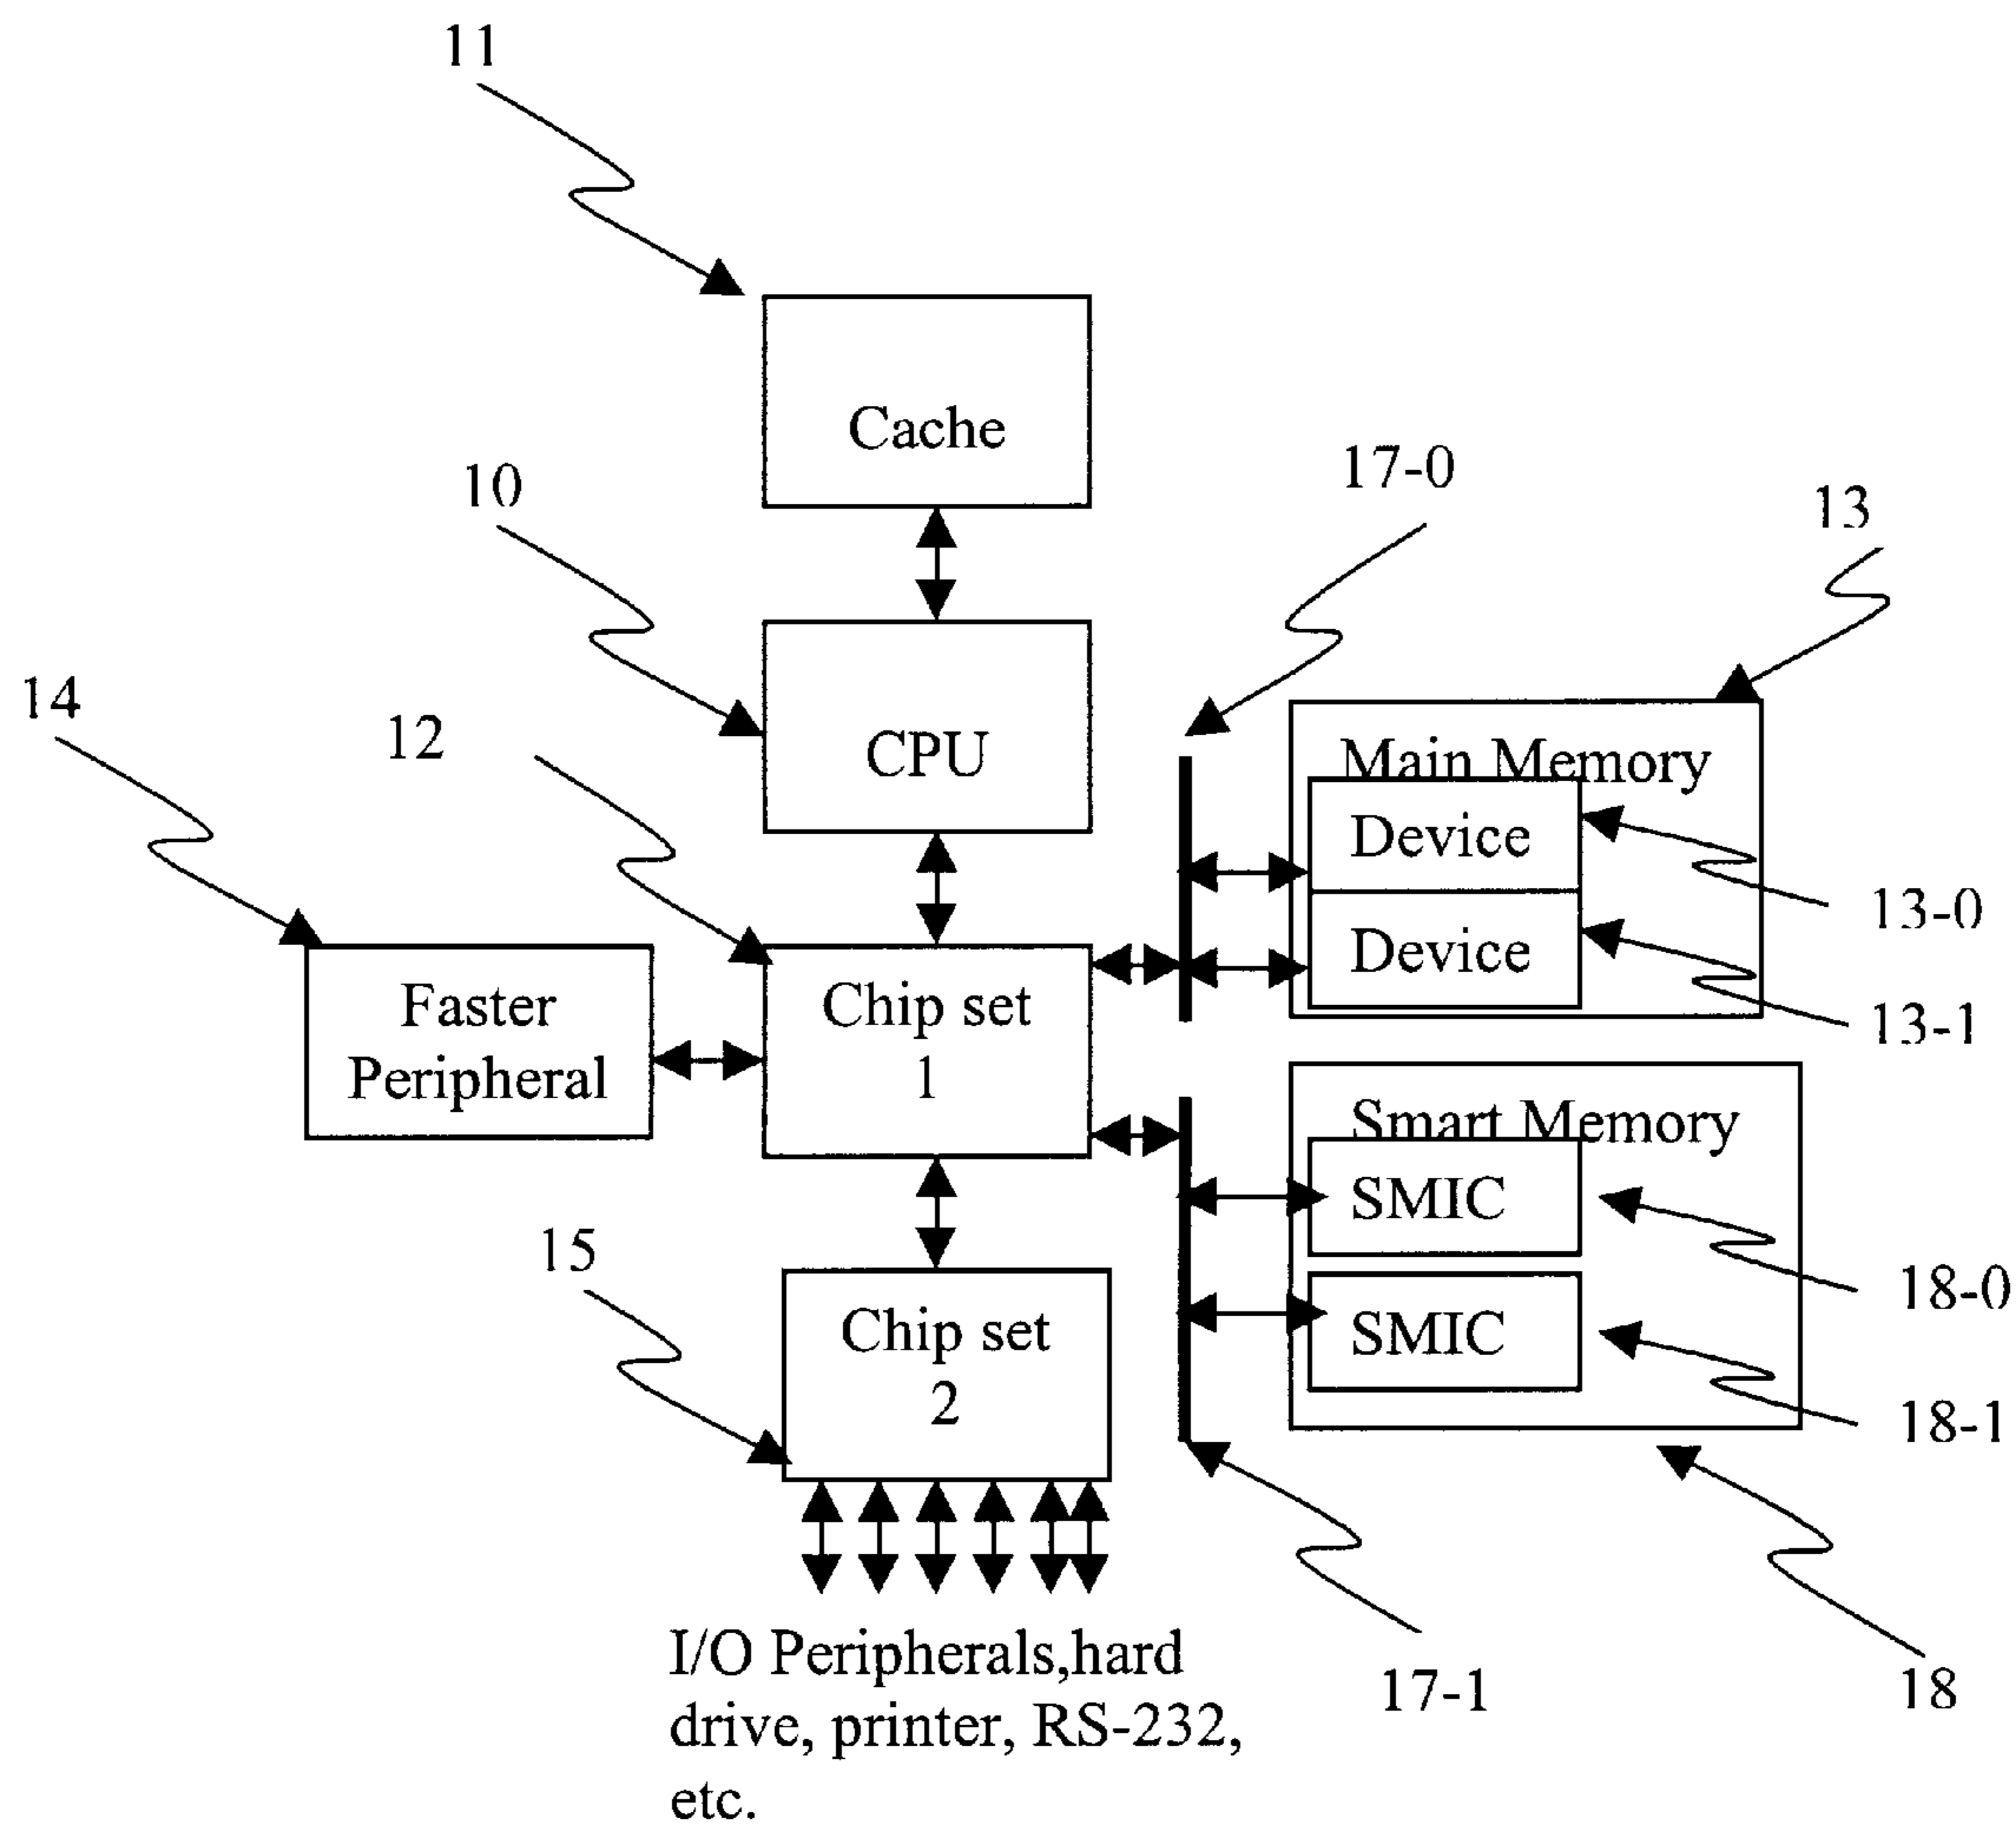 11
Cache
10
17-0
13
14
12
CPU
Main Memory
Device
13-0
Device
13-1
Faster
Peripheral
Chip set
1
Smart Memory
SMIC
18-0
SMIC
18-1
15
Chip set
2
I/O Peripherals,hard
drive, printer, RS-232,
etc.
17-1
18